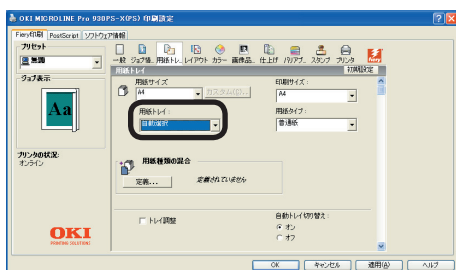 OKI MICROLINE Pro 930PS-X(PS) 印刷設定
Fiery印刷 PostScript ソフトウェア情報
プリセット
無題
一般 ジョブ情. 用紙トレ. レイアウト カラー 画像品. 仕上げ バリアブ. スタンプ プリンタ Fiery
用紙トレイ 初期設定
ジョブ表示
Aa
用紙サイズ
A4 カスタム(C)...
印刷サイズ:
A4
用紙トレイ:
自動選択
用紙タイプ:
普通紙
プリンタの状況:
オンライン
用紙種類の混合
定義... 定義されていません
トレイ調整
自動トレイ切り替え:
オン
オフ
OKI
PRINTING SOLUTIONS
OK キャンセル 適用(A) ヘルプ